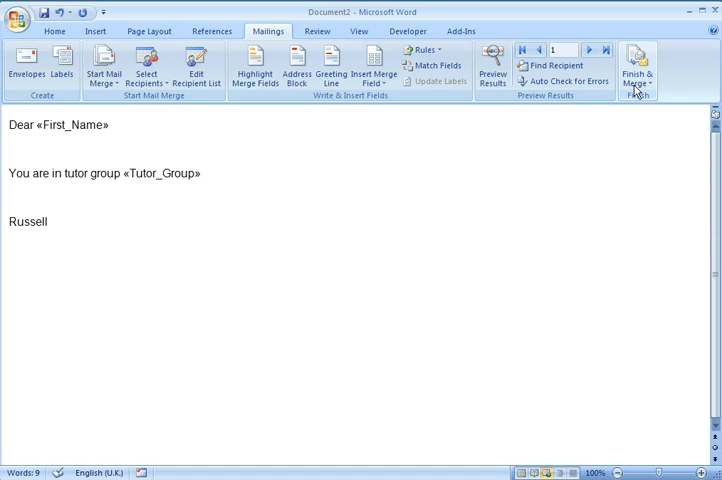 Document2 - Microsoft Word
Home Insert Page Layout References Mailings Review View Developer Add-Ins
Envelopes Labels
Create
Start Mail Merge Select Recipients Edit Recipient List
Start Mail Merge
Highlight Merge Fields Address Block Greeting Line Insert Merge Field
Rules
Match Fields
Update Labels
Write & Insert Fields
Preview Results
1
Find Recipient
Auto Check for Errors
Preview Results
Finish & Merge
Finish
Dear «First_Name»
You are in tutor group «Tutor_Group»
Russell
Words: 9 English (U.K.) 100%